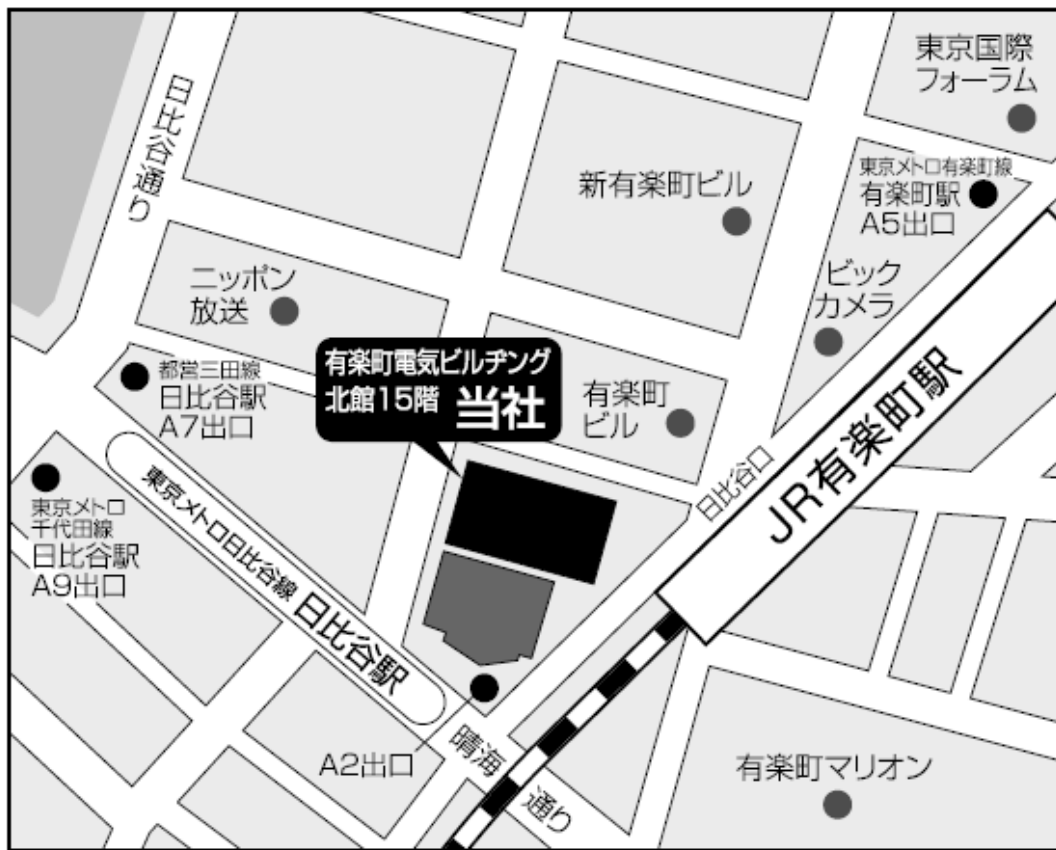 東京国際
フォーラム
日比谷通り
東京メトロ有楽町線
有楽町駅
A5出口
新有楽町ビル
ビック
カメラ
ニッポン
放送
有楽町電気ビルヂング
北館15階 当社
都営三田線
日比谷駅
A7出口
有楽町
ビル
JR有楽町駅
日比谷口
東京メトロ
千代田線
日比谷駅
A9出口
東京メトロ日比谷線 日比谷駅
A2出口
晴海通り
有楽町マリオン